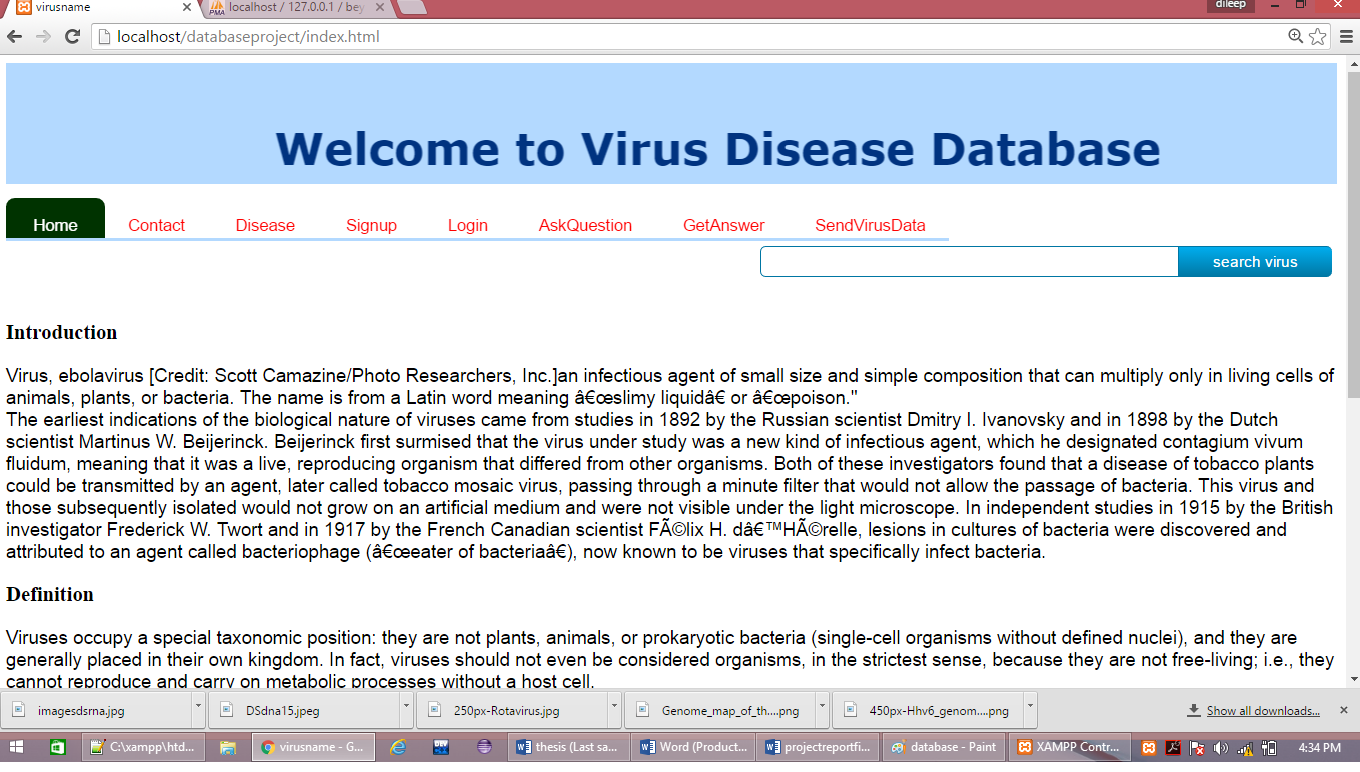 virusname
PMA localhost / 127.0.0.1 / bey
dileep
localhost/databaseproject/index.html
Welcome to Virus Disease Database
Home Contact Disease Signup Login AskQuestion GetAnswer SendVirusData
search virus
Introduction
Virus, ebolavirus [Credit: Scott Camazine/Photo Researchers, Inc.]an infectious agent of small size and simple composition that can multiply only in living cells of
animals, plants, or bacteria. The name is from a Latin word meaning â€œslimy liquidâ€ or â€œpoison."
The earliest indications of the biological nature of viruses came from studies in 1892 by the Russian scientist Dmitry I. Ivanovsky and in 1898 by the Dutch
scientist Martinus W. Beijerinck. Beijerinck first surmised that the virus under study was a new kind of infectious agent, which he designated contagium vivum
fluidum, meaning that it was a live, reproducing organism that differed from other organisms. Both of these investigators found that a disease of tobacco plants
could be transmitted by an agent, later called tobacco mosaic virus, passing through a minute filter that would not allow the passage of bacteria. This virus and
those subsequently isolated would not grow on an artificial medium and were not visible under the light microscope. In independent studies in 1915 by the British
investigator Frederick W. Twort and in 1917 by the French Canadian scientist FÃ©lix H. dâ€™HÃ©relle, lesions in cultures of bacteria were discovered and
attributed to an agent called bacteriophage (â€œeater of bacteriaâ€), now known to be viruses that specifically infect bacteria.
Definition
Viruses occupy a special taxonomic position: they are not plants, animals, or prokaryotic bacteria (single-cell organisms without defined nuclei), and they are
generally placed in their own kingdom. In fact, viruses should not even be considered organisms, in the strictest sense, because they are not free-living; i.e., they
cannot reproduce and carry on metabolic processes without a host cell.
imagesdsrna.jpg DSdna15.jpeg 250px-Rotavirus.jpg Genome_map_of_th....png 450px-Hhv6_genom....png Show all downloads...
C:\xampp\htd... virusname - G... thesis (Last sa... Word (Product... projectreportfi... database - Paint XAMPP Contr... 4:34 PM